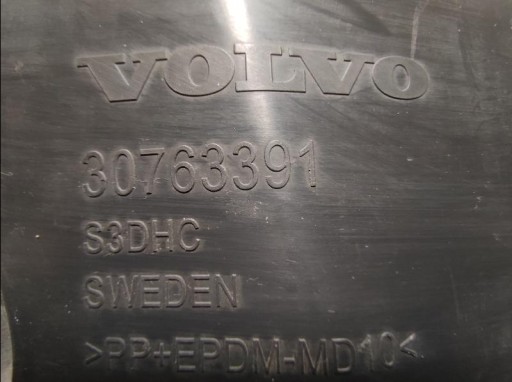 VOLVO
30763391
S3DHC
SWEDEN
>PP+EPDM-MD10<